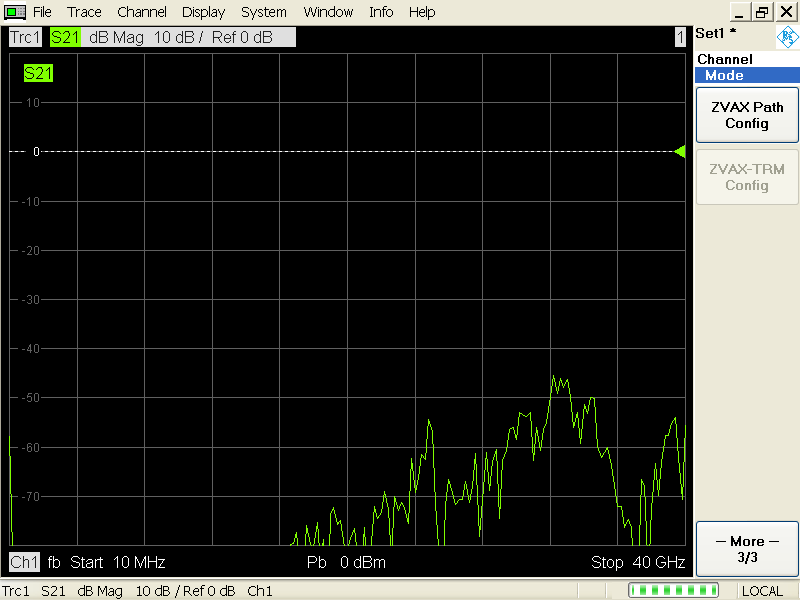 File Trace Channel Display System Window Info Help
Trc1 S21 dB Mag 10 dB / Ref 0 dB 1
Set1 *
R&S
Channel
Mode
ZVAX Path
Config
ZVAX-TRM
Config
S21
10
0
-10
-20
-30
-40
-50
-60
-70
Ch1 fb Start 10 MHz Pb 0 dBm Stop 40 GHz
— More —
3/3
Trc1 S21 dB Mag 10 dB / Ref 0 dB Ch1 LOCAL